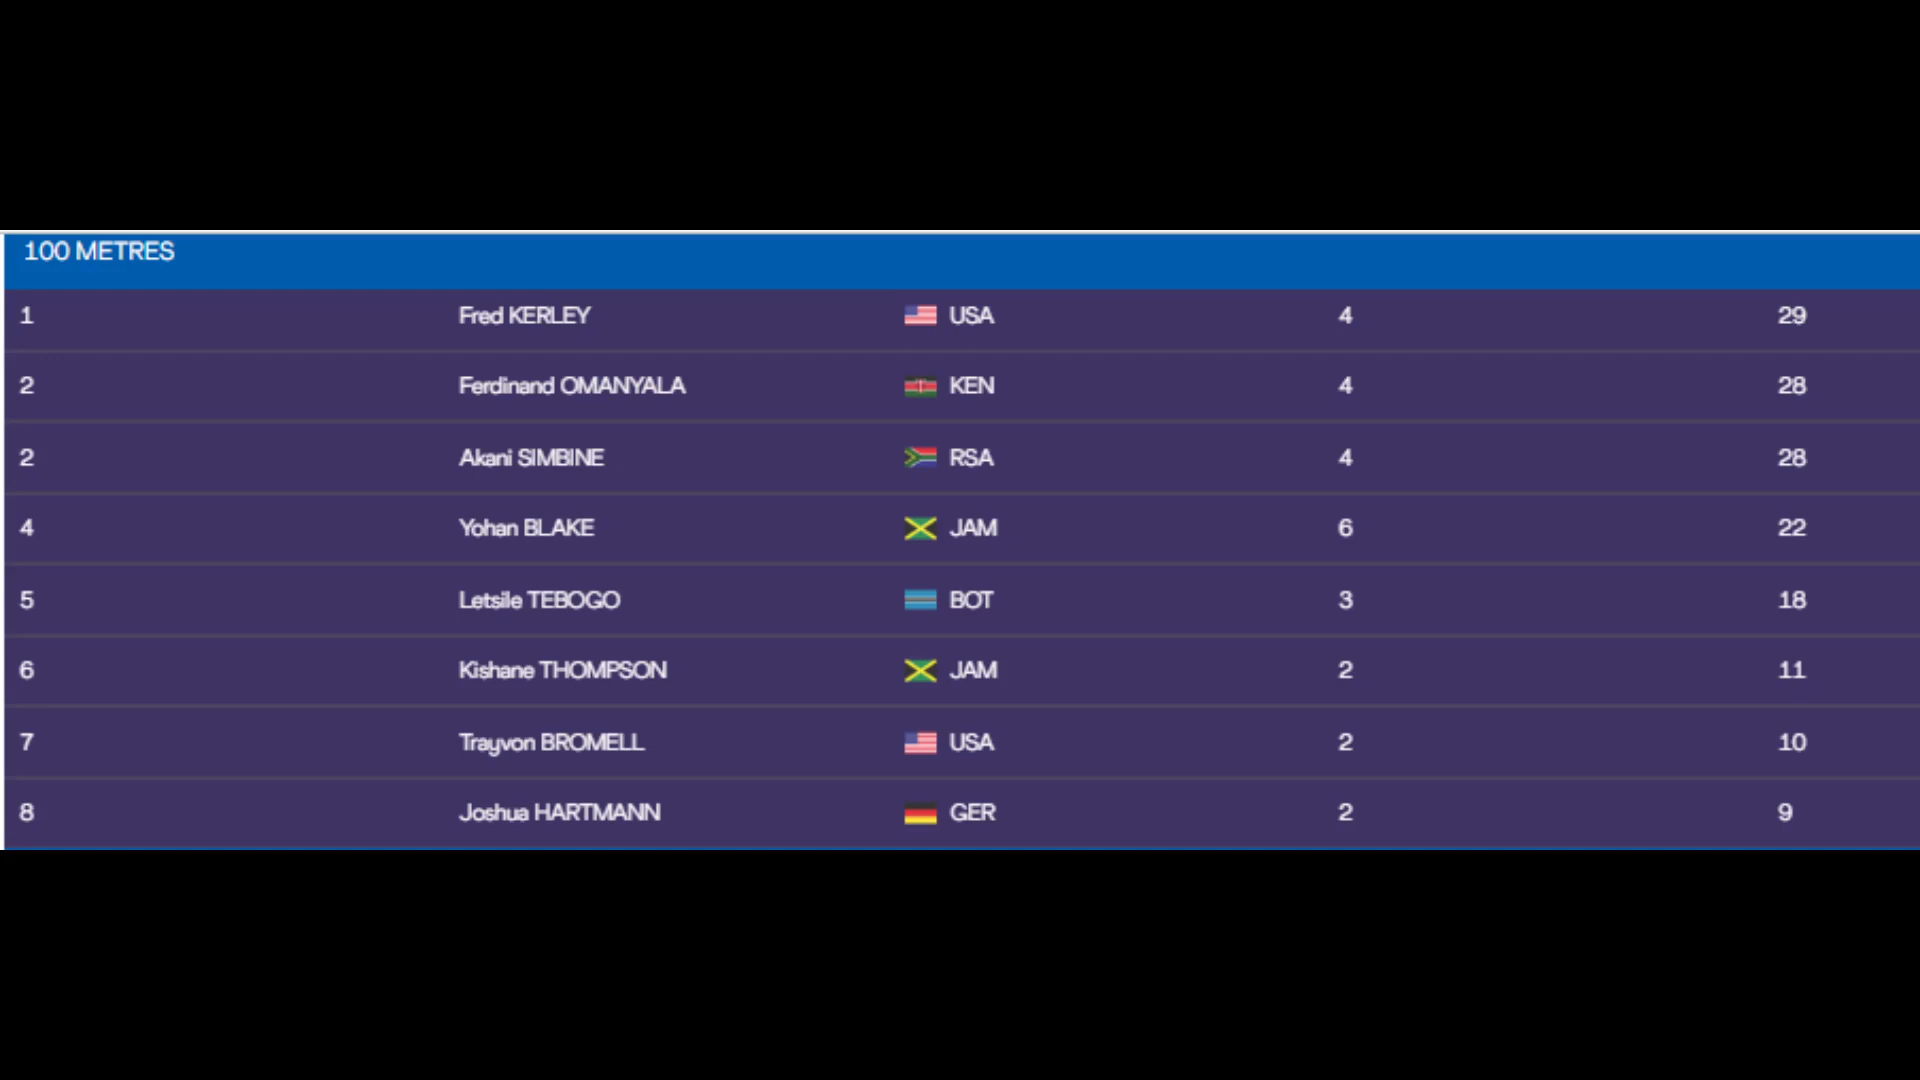 100 METRES
1 Fred KERLEY USA 4 29
2 Ferdinand OMANYALA KEN 4 28
2 Akani SIMBINE RSA 4 28
4 Yohan BLAKE JAM 6 22
5 Letsile TEBOGO BOT 3 18
6 Kishane THOMPSON JAM 2 11
7 Trayvon BROMELL USA 2 10
8 Joshua HARTMANN GER 2 9